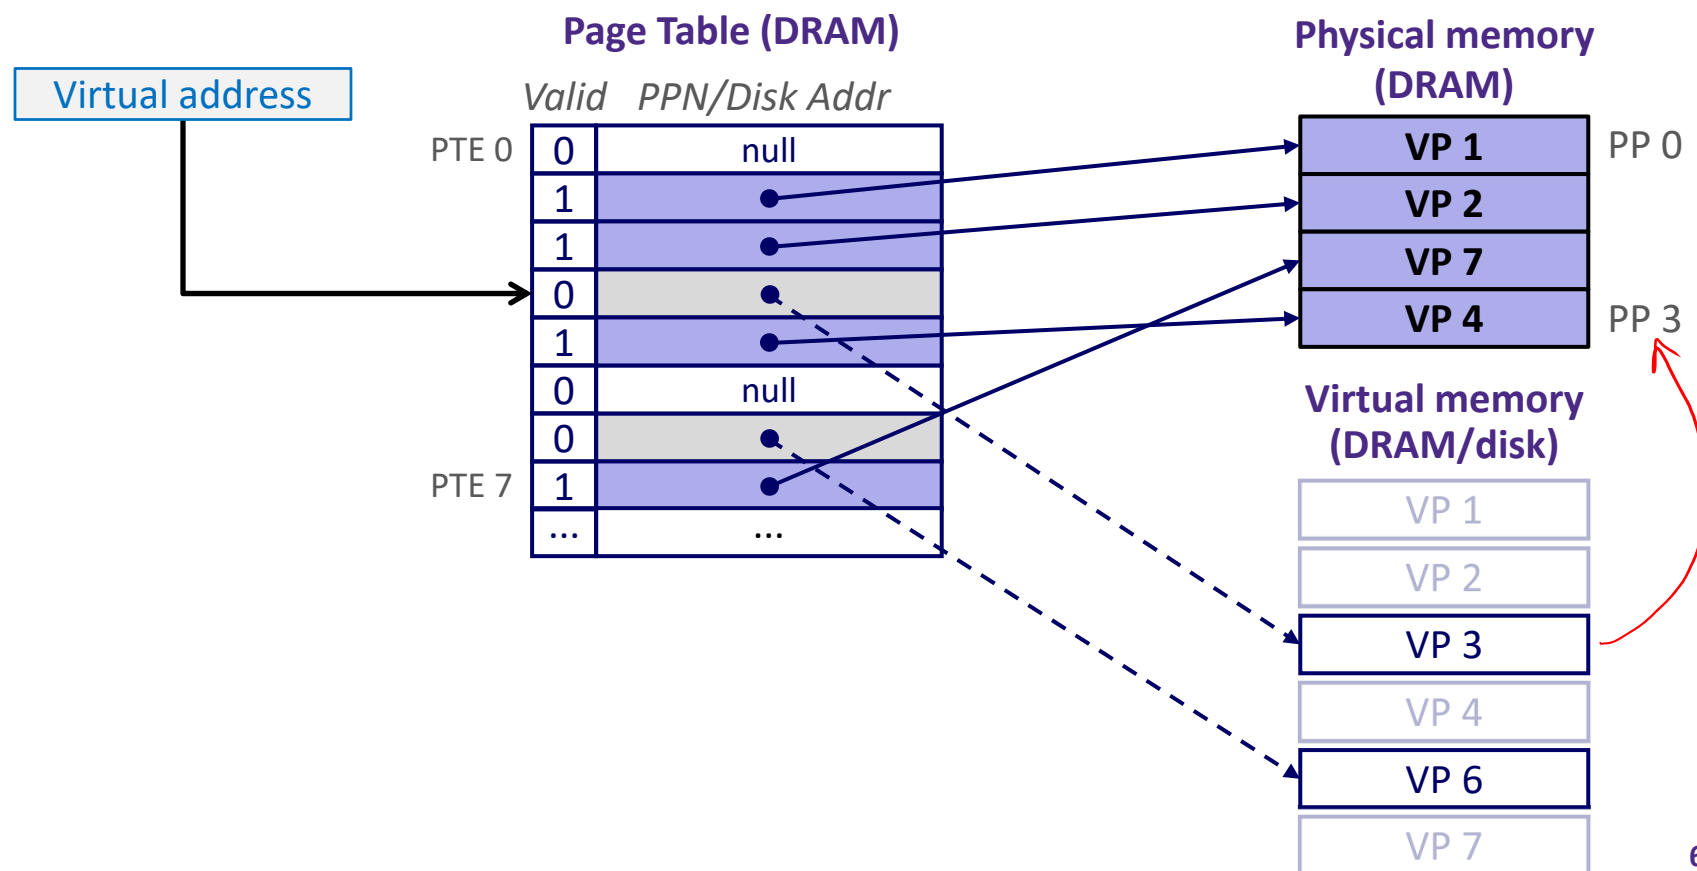 Page Table (DRAM)
Physical memory
(DRAM)
Virtual address
Valid PPN/Disk Addr
PTE 0 0 null
1
1
0
1
0 null
0
PTE 7 1
... ...
VP 1 PP 0
VP 2
VP 7
VP 4 PP 3
Virtual memory
(DRAM/disk)
VP 1
VP 2
VP 3
VP 4
VP 6
VP 7